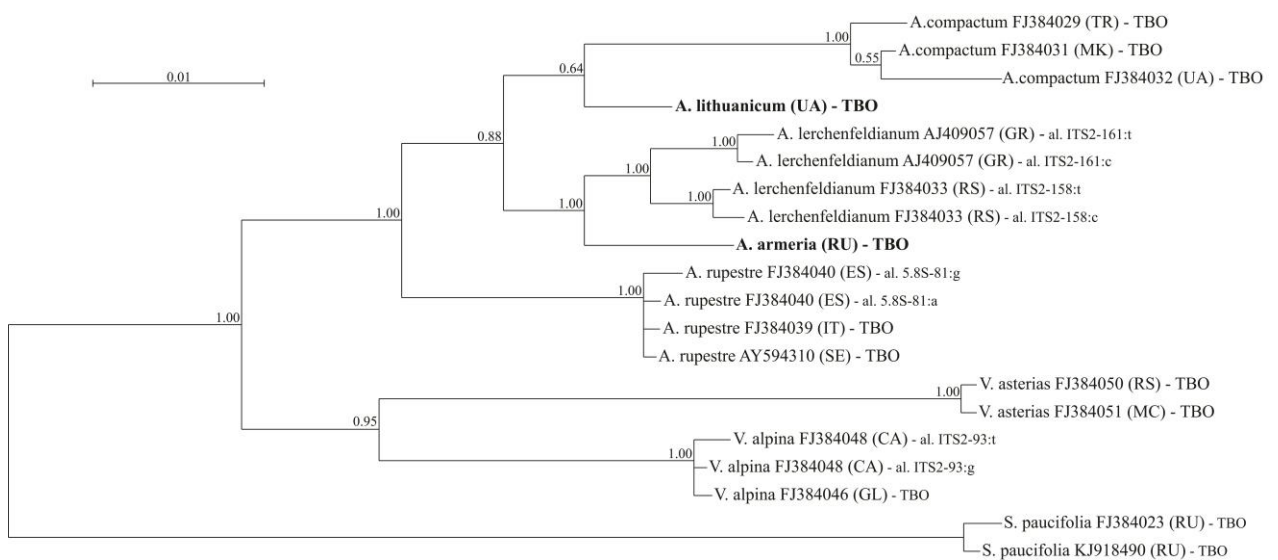 A.compactum FJ384029 (TR) - TBO
1.00
A.compactum FJ384031 (MK) - TBO
0.55
0.01
0.64
A.compactum FJ384032 (UA) - TBO
A. lithuanicum (UA) - TBO
0.88
A. lerchenfeldianum AJ409057 (GR) - al. ITS2-161:t
1.00
A. lerchenfeldianum AJ409057 (GR) - al. ITS2-161:c
1.00
A. lerchenfeldianum FJ384033 (RS) - al. ITS2-158:t
1.00
1.00
1.00
A. lerchenfeldianum FJ384033 (RS) - al. ITS2-158:c
A. armeria (RU) - TBO
A. rupestre FJ384040 (ES) - al. 5.8S-81:g
1.00
A. rupestre FJ384040 (ES) - al. 5.8S-81:a
1.00
A. rupestre FJ384039 (IT) - TBO
A. rupestre AY594310 (SE) - TBO
V. asterias FJ384050 (RS) - TBO
1.00
V. asterias FJ384051 (MC) - TBO
0.95
V. alpina FJ384048 (CA) - al. ITS2-93:t
1.00
V. alpina FJ384048 (CA) - al. ITS2-93:g
V. alpina FJ384046 (GL) - TBO
S. paucifolia FJ384023 (RU) - TBO
S. paucifolia KJ918490 (RU) - TBO